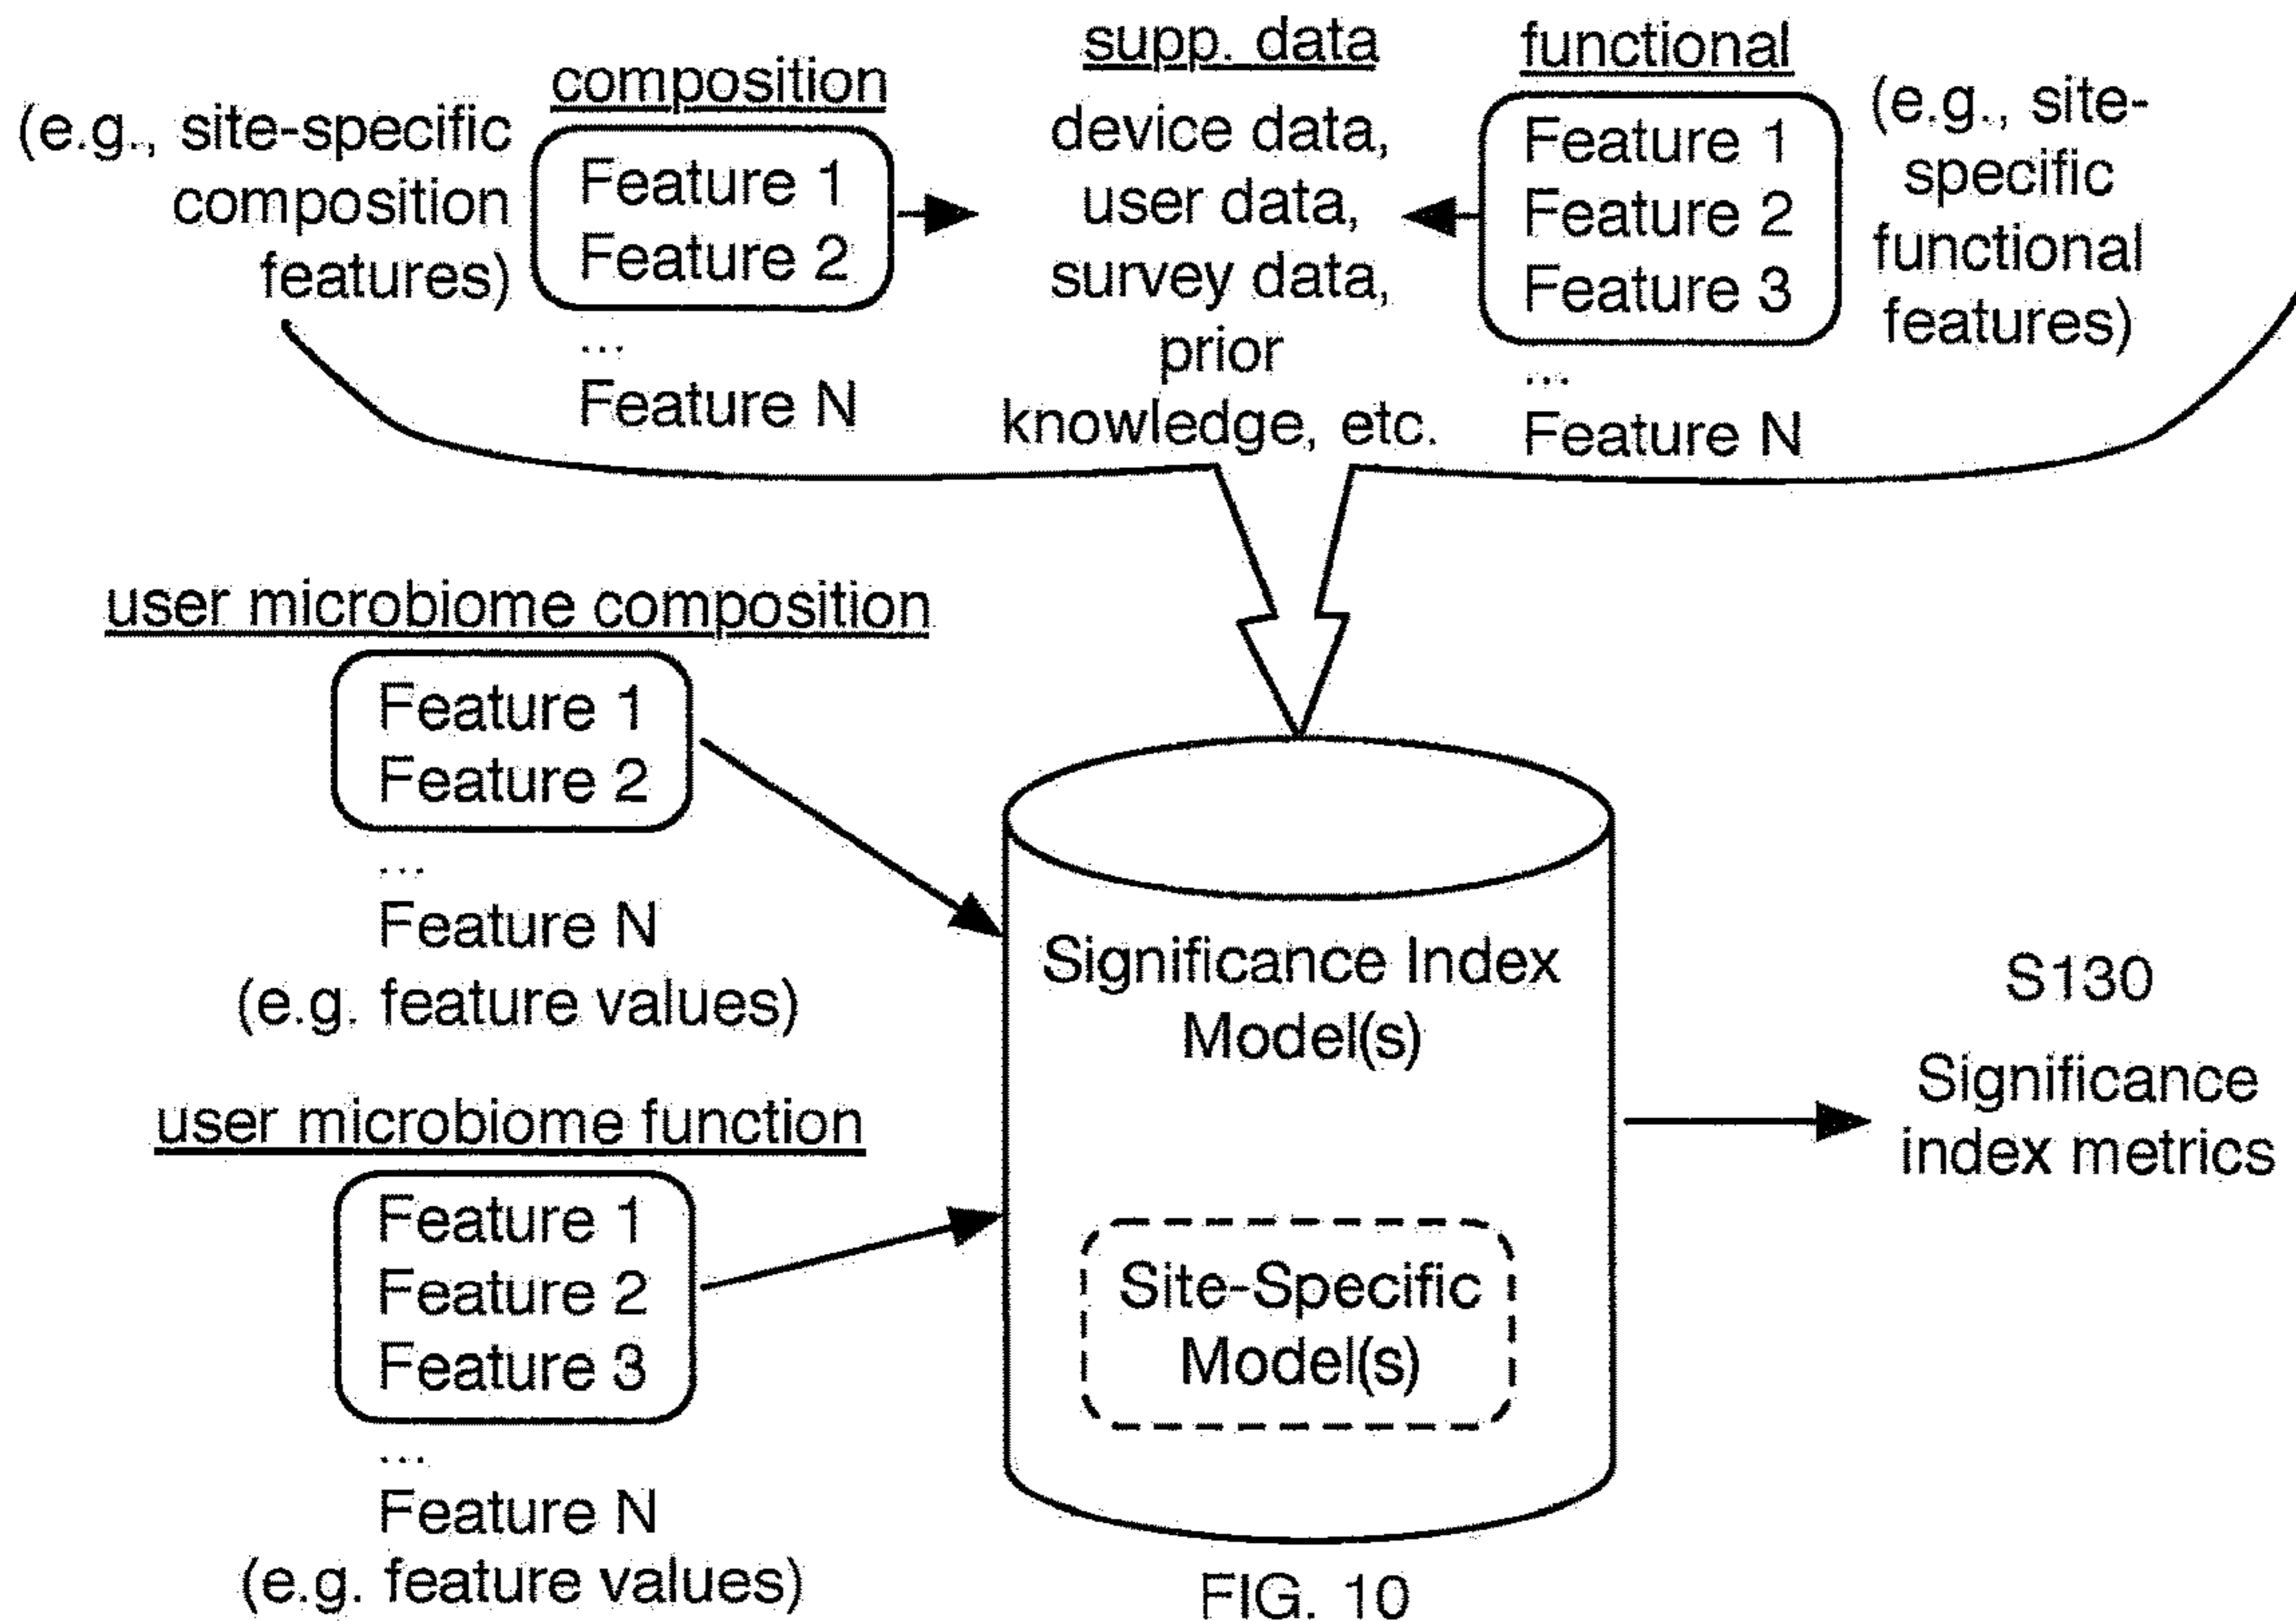 composition
(e.g., site-specific
composition
features)
Feature 1
Feature 2
...
Feature N
supp. data
device data,
user data,
survey data,
prior
knowledge, etc.
functional
Feature 1
Feature 2
Feature 3
...
Feature N
(e.g., site-
specific
functional
features)
user microbiome composition
Feature 1
Feature 2
...
Feature N
(e.g. feature values)
user microbiome function
Feature 1
Feature 2
Feature 3
...
Feature N
(e.g. feature values)
Significance Index
Model(s)
Site-Specific
Model(s)
S130
Significance
index metrics
FIG. 10